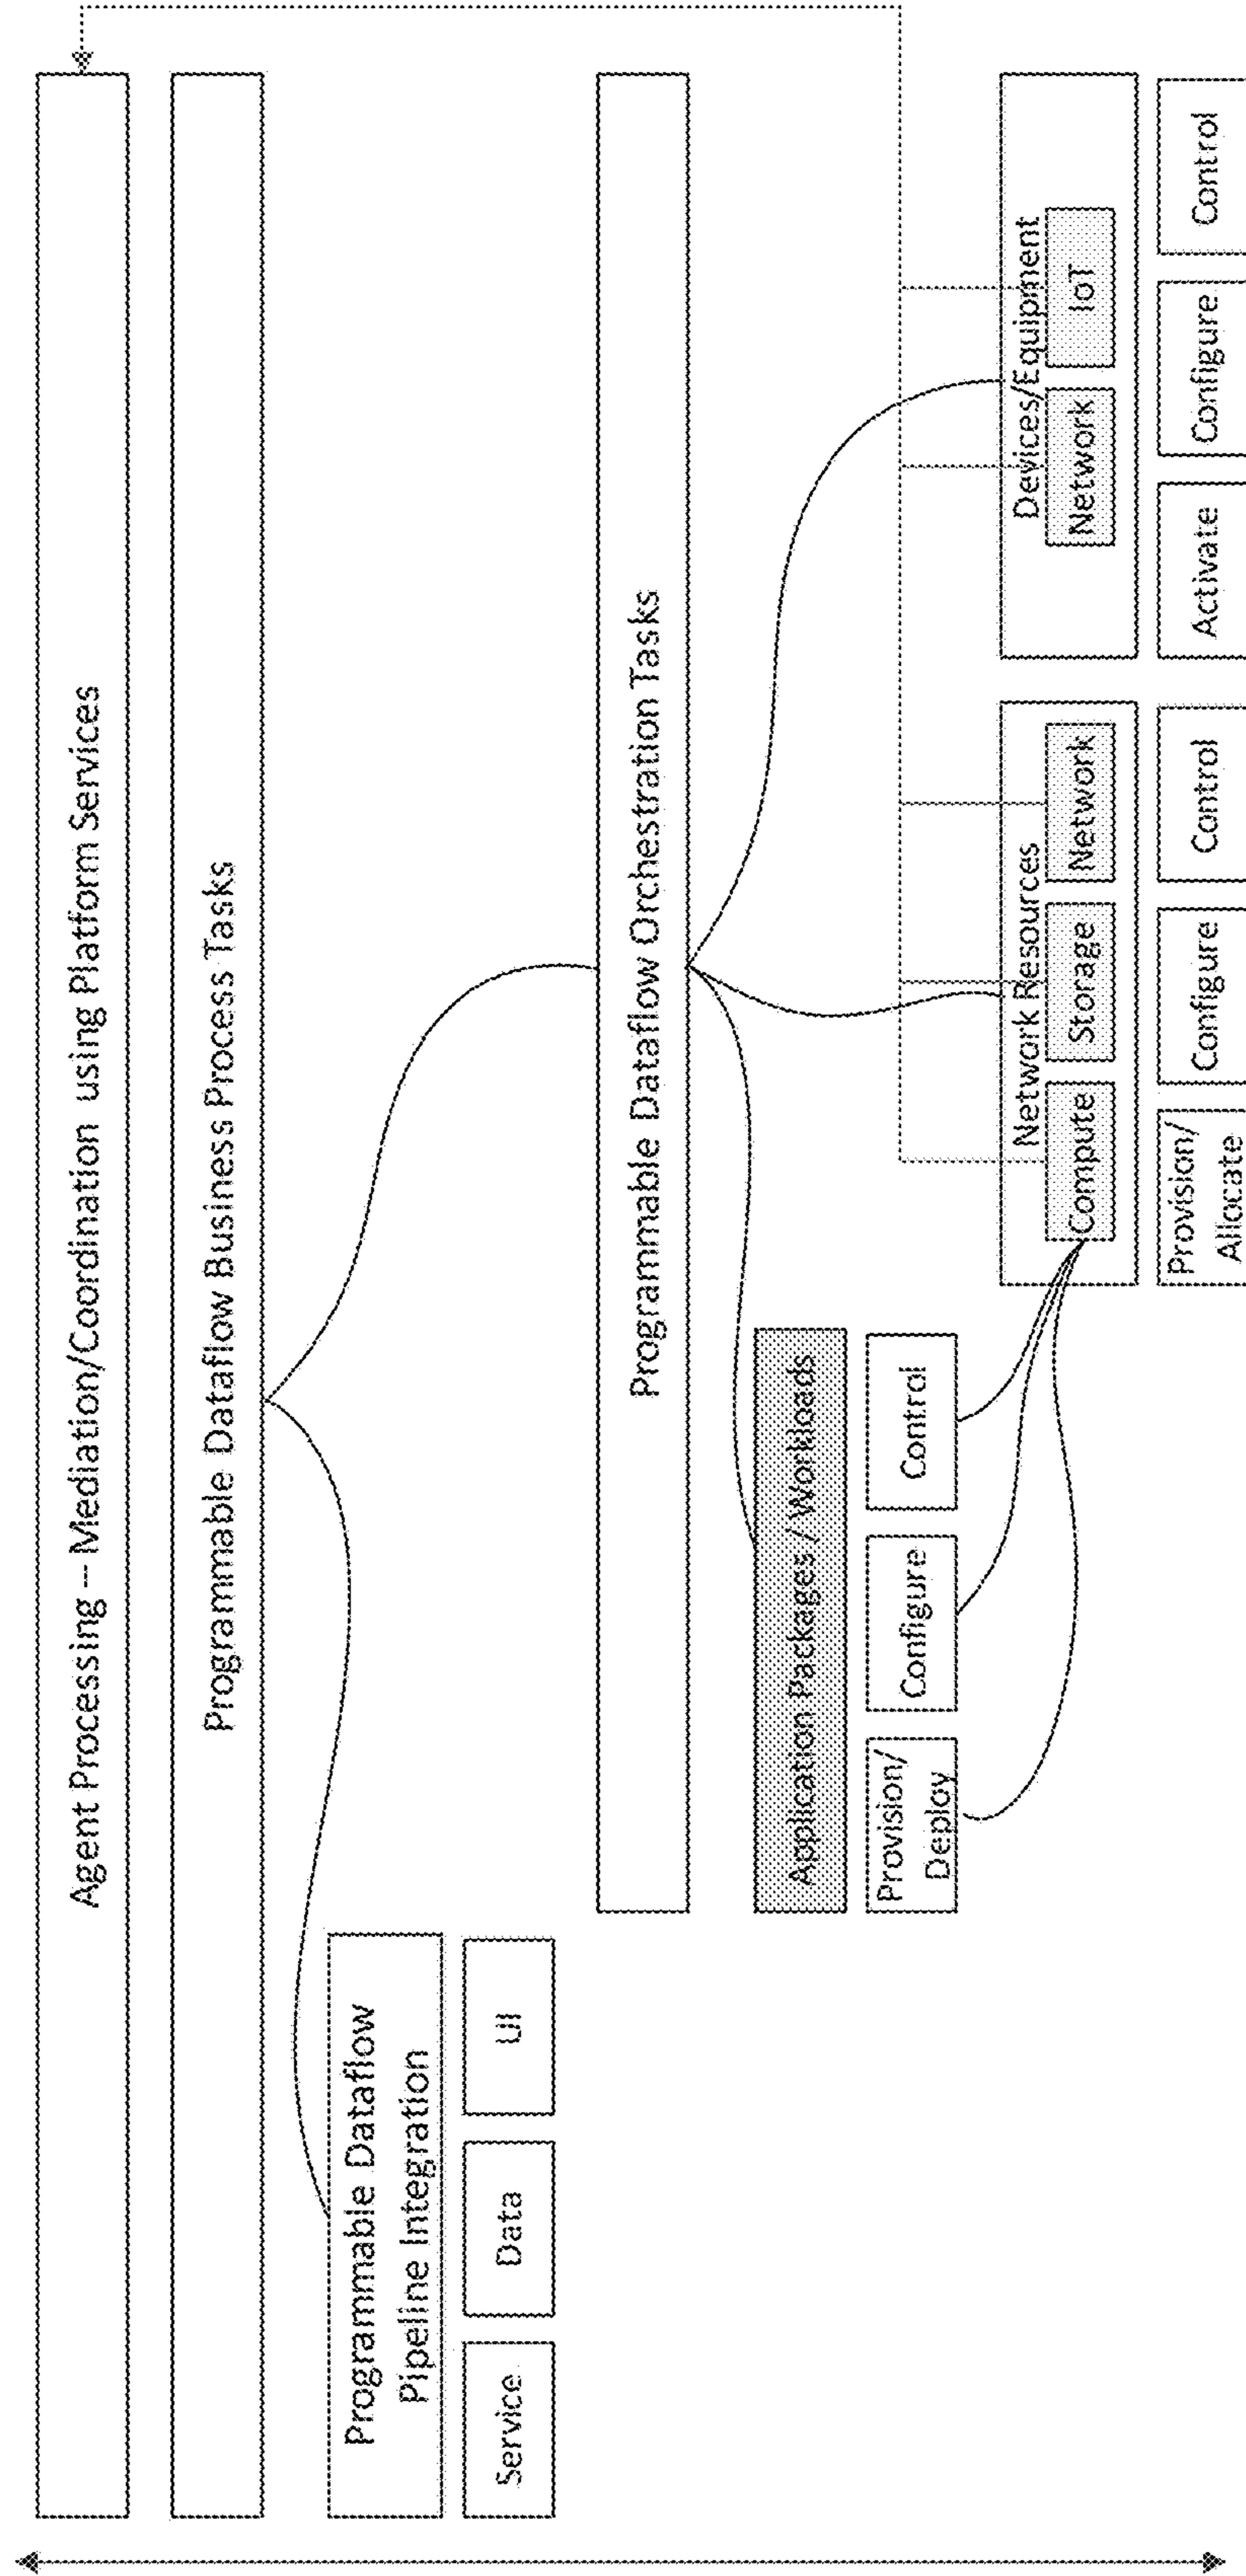 Agent Processing – Mediation/Coordination using Platform Services
Programmable Dataflow Business Process Tasks
Programmable Dataflow
Pipeline Integration
Service
Data
UI
Programmable Dataflow Orchestration Tasks
Application Packages / Workloads
Provision/
Deploy
Configure
Control
Network Resources
Compute
Storage
Network
Provision/
Allocate
Configure
Control
Devices/Equipment
Network
IoT
Activate
Configure
Control